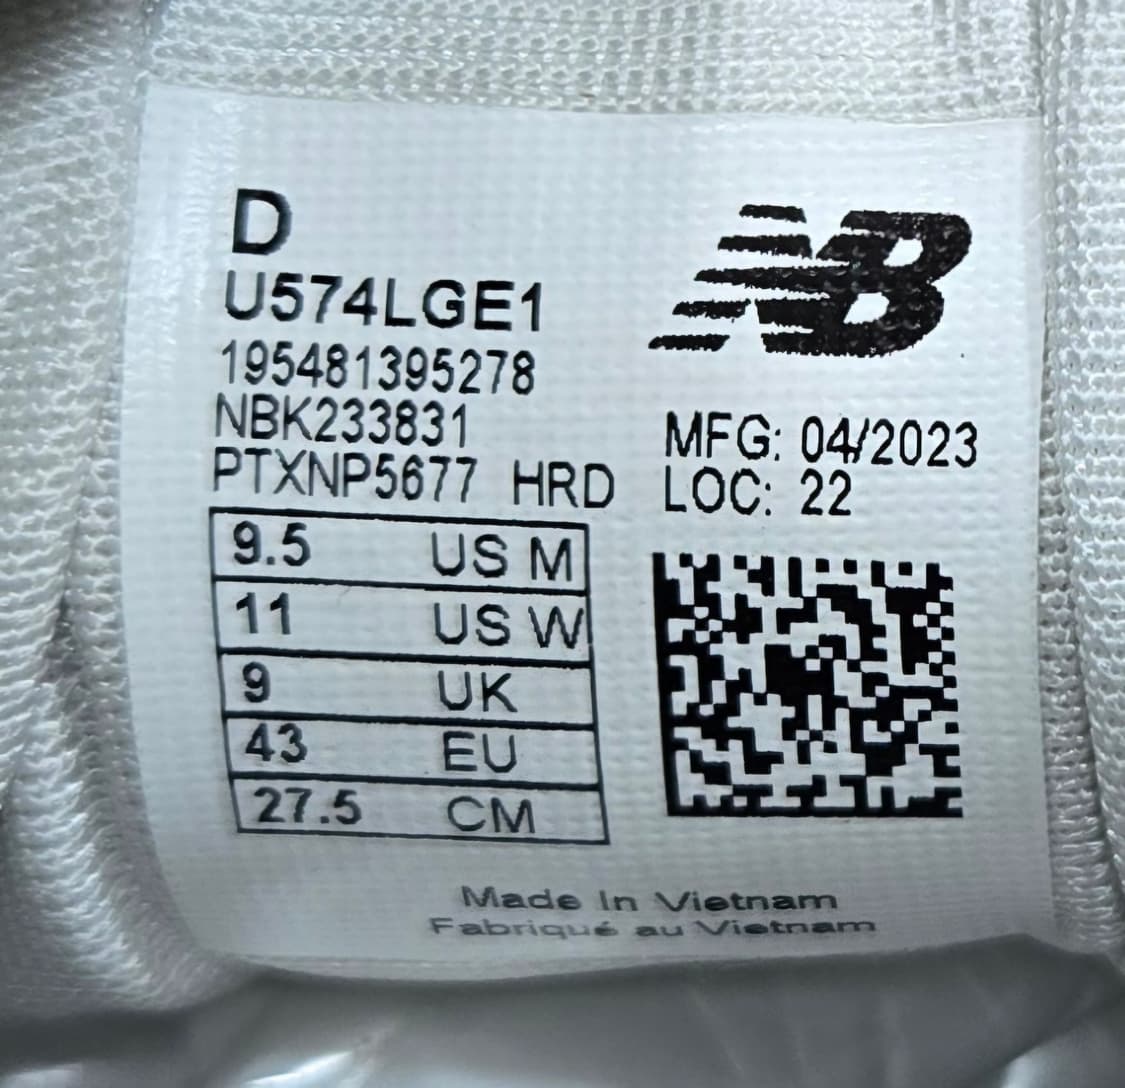 D
U574LGE1
195481395278
NBK233831
PTXNP5677 HRD
NB
MFG: 04/2023
LOC: 22
9.5 US M
11 US W
9 UK
43 EU
27.5 CM
Made In Vietnam
Fabriqué au Vietnam